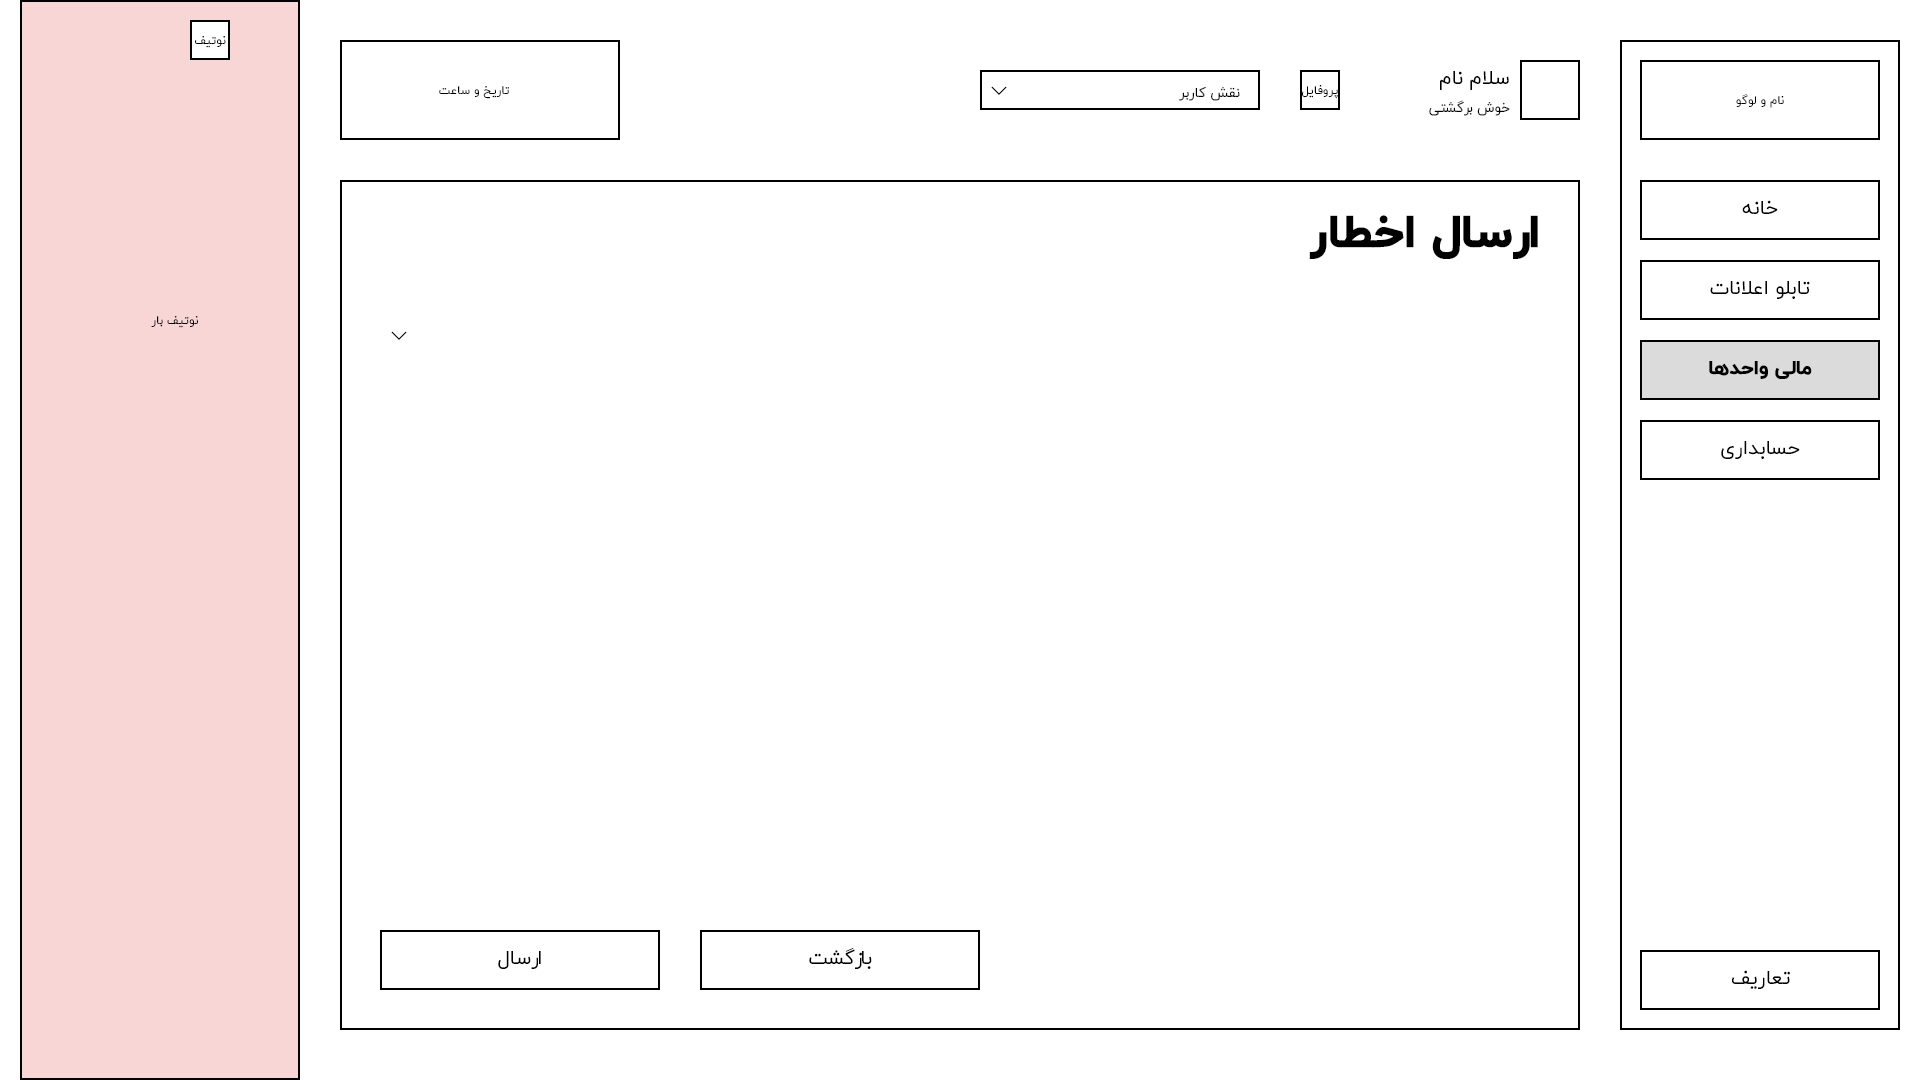 نام و لوگو
خانه
تابلو اعلانات
مالی واحدها
حسابداری
تعاریف
سلام نام
خوش برگشتی
پروفایل
نقش کاربر
تاریخ و ساعت
ارسال اخطار
بازگشت
ارسال
نوتیف
نوتیف بار